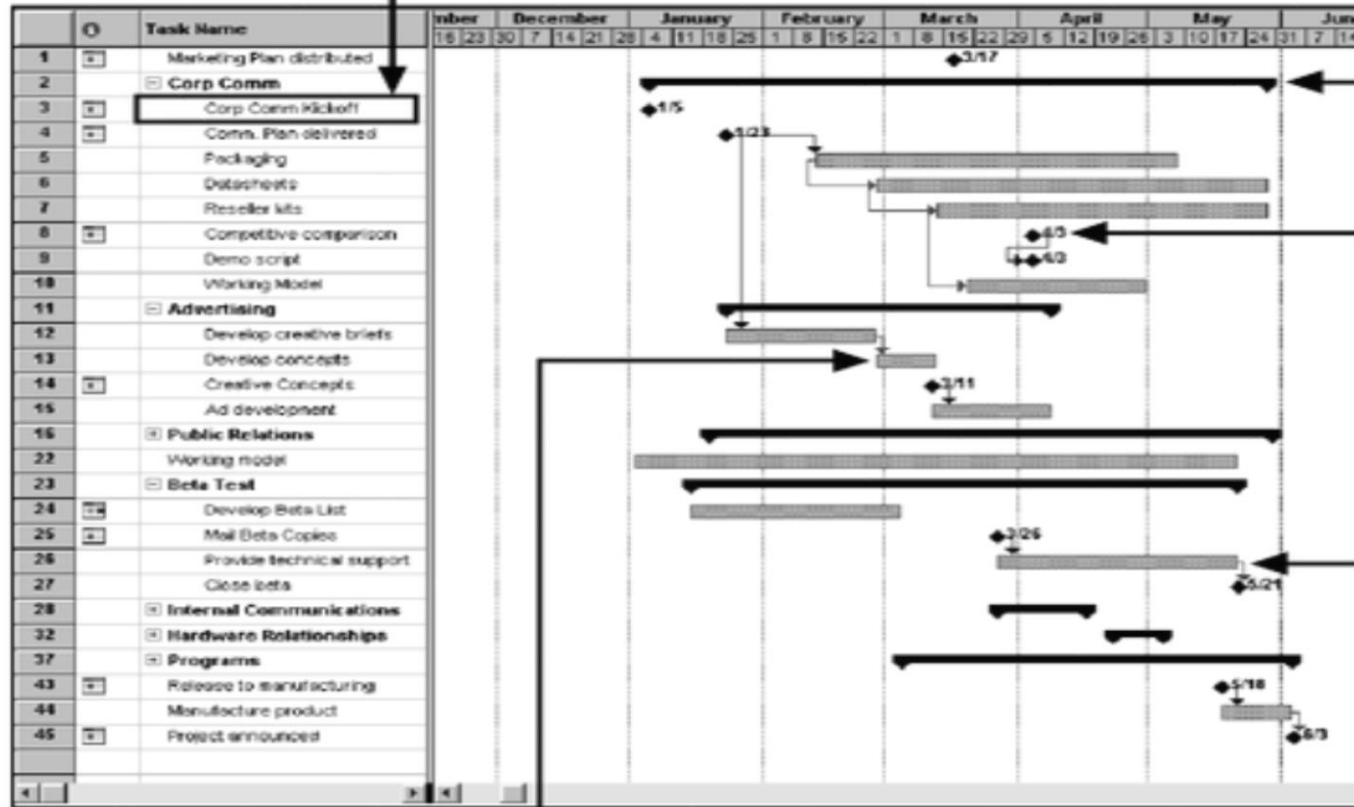 Task Name
mber December January February March April May Jun
16 23 30 7 14 21 28 4 11 18 25 1 8 15 22 1 8 15 22 29 5 12 19 26 3 10 17 24 31 7 14
1 Marketing Plan distributed 3/17
2 Corp Comm
3 Corp Comm Kickoff 1/5
4 Comm. Plan delivered 1/23
5 Packaging
6 Datasheets
7 Reseller kits
8 Competitive comparison 4/3
9 Demo script 4/3
10 Working Model
11 Advertising
12 Develop creative briefs
13 Develop concepts
14 Creative Concepts 3/11
15 Ad development
16 Public Relations
22 Working model
23 Beta Test
24 Develop Beta List
25 Mail Beta Copies 3/26
26 Provide technical support
27 Close beta 5/21
28 Internal Communications
32 Hardware Relationships
37 Programs
43 Release to manufacturing 5/18
44 Manufacture product
45 Project announced 6/3